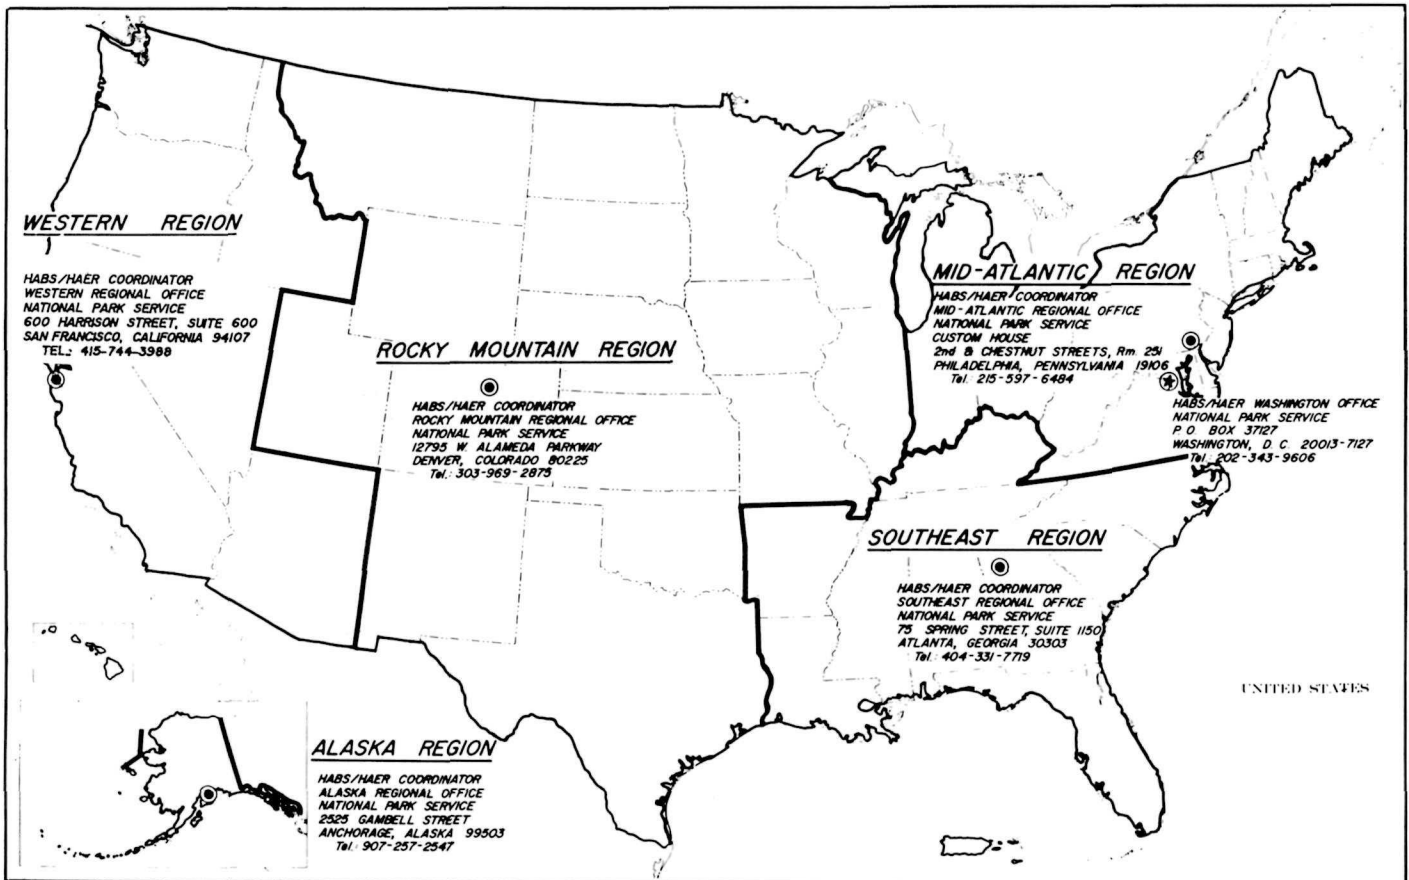 WESTERN REGION
HABS/HAER COORDINATOR
WESTERN REGIONAL OFFICE
NATIONAL PARK SERVICE
600 HARRISON STREET, SUITE 600
SAN FRANCISCO, CALIFORNIA 94107
TEL.: 415-744-3988
ROCKY MOUNTAIN REGION
HABS/HAER COORDINATOR
ROCKY MOUNTAIN REGIONAL OFFICE
NATIONAL PARK SERVICE
12795 W. ALAMEDA PARKWAY
DENVER, COLORADO 80225
Tel.: 303-969-2875
MID-ATLANTIC REGION
HABS/HAER COORDINATOR
MID-ATLANTIC REGIONAL OFFICE
NATIONAL PARK SERVICE
CUSTOM HOUSE
2nd & CHESTNUT STREETS, Rm. 251
PHILADELPHIA, PENNSYLVANIA 19106
Tel. 215-597-6484
HABS/HAER WASHINGTON OFFICE
NATIONAL PARK SERVICE
P.O. BOX 37127
WASHINGTON, D.C. 20013-7127
Tel.: 202-343-9606
SOUTHEAST REGION
HABS/HAER COORDINATOR
SOUTHEAST REGIONAL OFFICE
NATIONAL PARK SERVICE
75 SPRING STREET, SUITE 1150
ATLANTA, GEORGIA 30303
Tel.: 404-331-7719
UNITED STATES
ALASKA REGION
HABS/HAER COORDINATOR
ALASKA REGIONAL OFFICE
NATIONAL PARK SERVICE
2525 GAMBELL STREET
ANCHORAGE, ALASKA 99503
Tel.: 907-257-2547